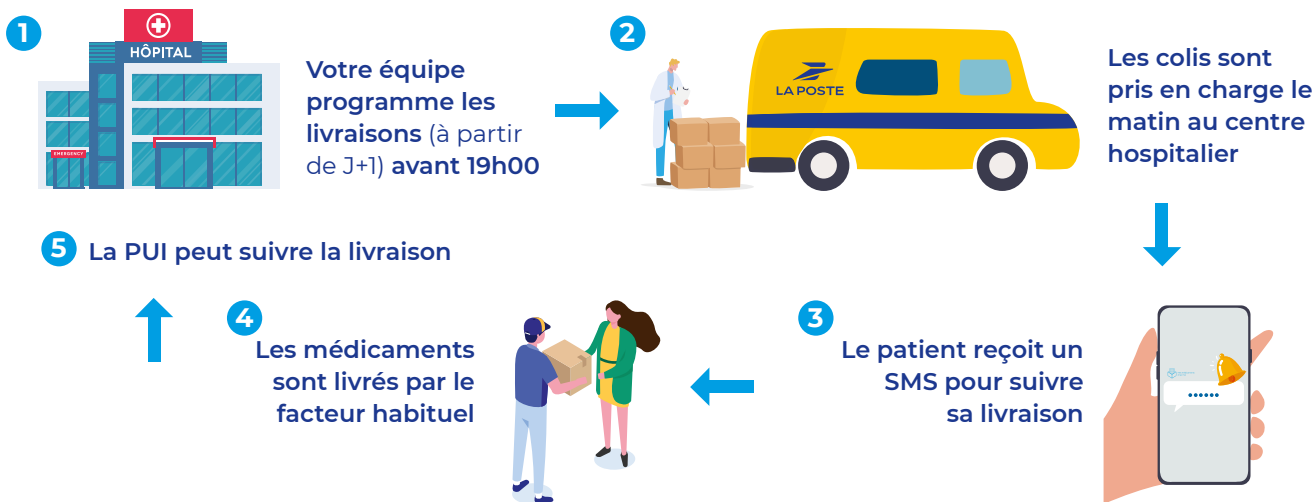 1
HÔPITAL
EMERGENCY
Votre équipe
programme les
livraisons (à partir
de J+1) avant 19h00
2
LA POSTE
Les colis sont
pris en charge le
matin au centre
hospitalier
3
Le patient reçoit un
SMS pour suivre
sa livraison
4
Les médicaments
sont livrés par le
facteur habituel
5 La PUI peut suivre la livraison